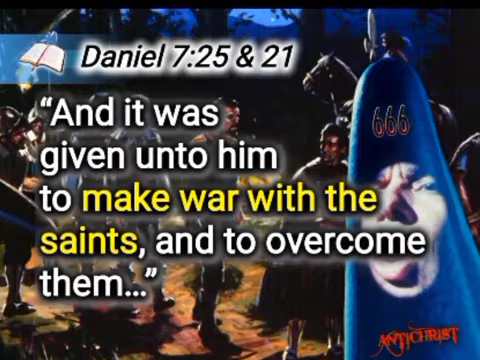 Daniel 7:25 & 21
666
“And it was
given unto him
to make war with the
saints, and to overcome
them...”
ANTICHRIST